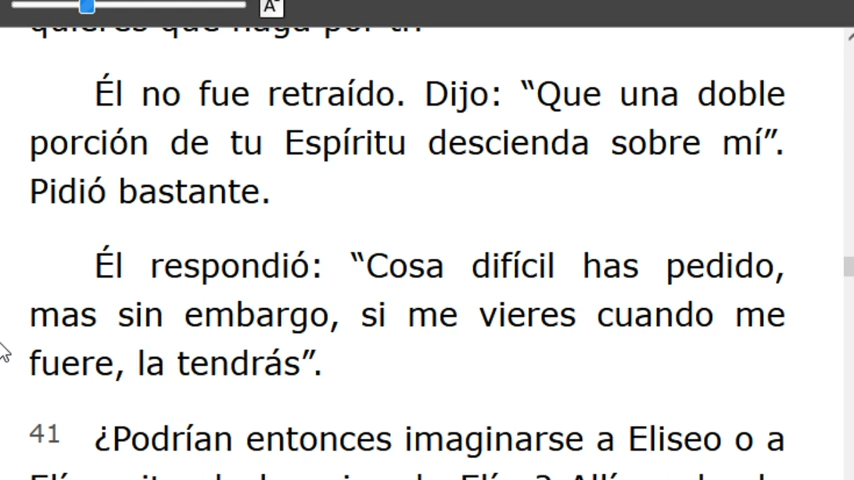 Él no fue retraído. Dijo: “Que una doble
porción de tu Espíritu descienda sobre mí”.
Pidió bastante.
Él respondió: “Cosa difícil has pedido,
mas sin embargo, si me vieres cuando me
fuere, la tendrás”.
41 ¿Podrían entonces imaginarse a Eliseo o a